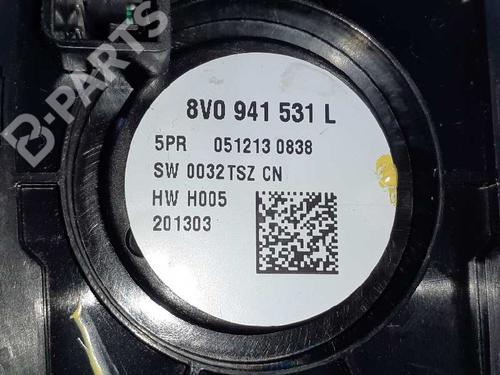 B-PARTS
8V0 941 531 L
5PR 051213 0838
SW 0032TSZ CN
HW H005
201303